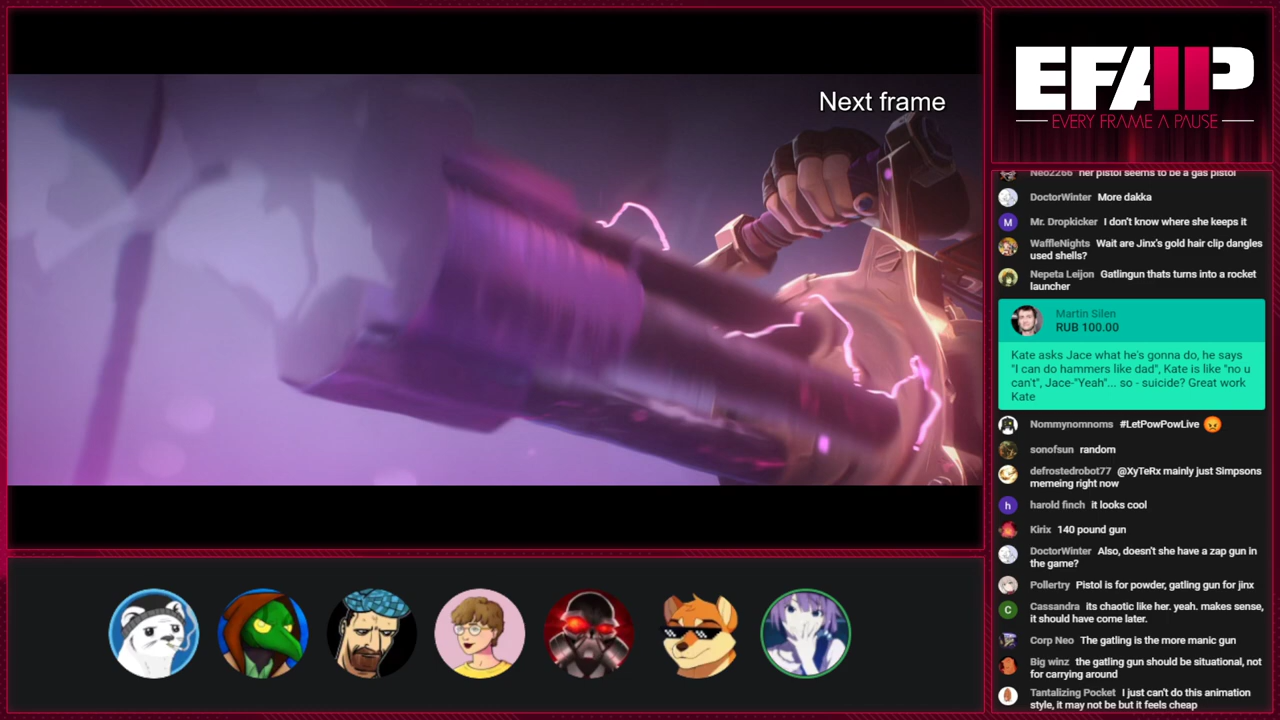 Next frame
EFAP
EVERY FRAME A PAUSE
Neo2266 her pistol seems to be a gas pistol
DoctorWinter More dakka
M Mr. Dropkicker I don't know where she keeps it
WaffleNights Wait are Jinx's gold hair clip dangles
used shells?
Nepeta Leijon Gatlingun thats turns into a rocket
launcher
Martin Silen
RUB 100.00
Kate asks Jace what he's gonna do, he says
"I can do hammers like dad", Kate is like "no u
can't", Jace-"Yeah"... so - suicide? Great work
Kate
Nommynomnoms #LetPowPowLive 😡
sonofsun random
defrostedrobot77 @XyTeRx mainly just Simpsons
memeing right now
h harold finch it looks cool
Kirix 140 pound gun
DoctorWinter Also, doesn't she have a zap gun in
the game?
Pollertry Pistol is for powder, gatling gun for jinx
C Cassandra its chaotic like her. yeah. makes sense,
it should have come later.
Corp Neo The gatling is the more manic gun
Big winz the gatling gun should be situational, not
for carrying around
Tantalizing Pocket I just can't do this animation
style, it may not be but it feels cheap